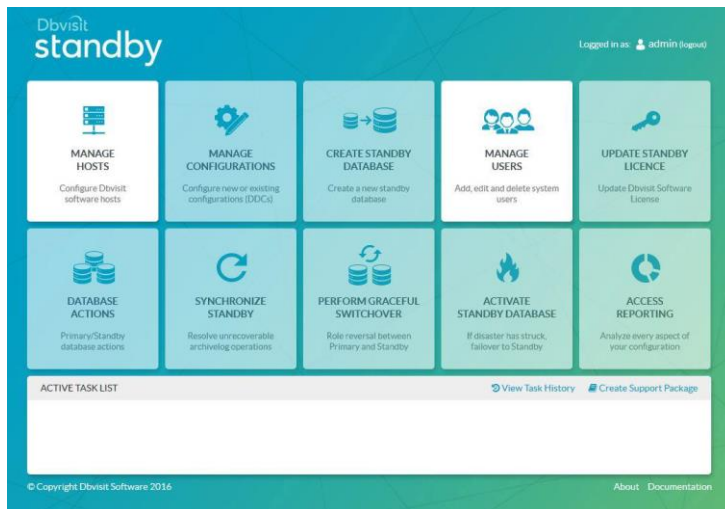 Dbvisit
standby
Logged in as: admin (logout)
MANAGE
HOSTS
Configure Dbvisit
software hosts
MANAGE
CONFIGURATIONS
Configure new or existing
configurations (DDCs)
CREATE STANDBY
DATABASE
Create a new standby
database
MANAGE
USERS
Add, edit and delete system
users
UPDATE STANDBY
LICENCE
Update Dbvisit Software
License
DATABASE
ACTIONS
Primary/Standby
database actions
SYNCHRONIZE
STANDBY
Resolve unrecoverable
archivelog operations
PERFORM GRACEFUL
SWITCHOVER
Role reversal between
Primary and Standby
ACTIVATE
STANDBY DATABASE
If disaster has struck,
failover to Standby
ACCESS
REPORTING
Analyze every aspect of
your configuration
ACTIVE TASK LIST
View Task History
Create Support Package
© Copyright Dbvisit Software 2016
About Documentation